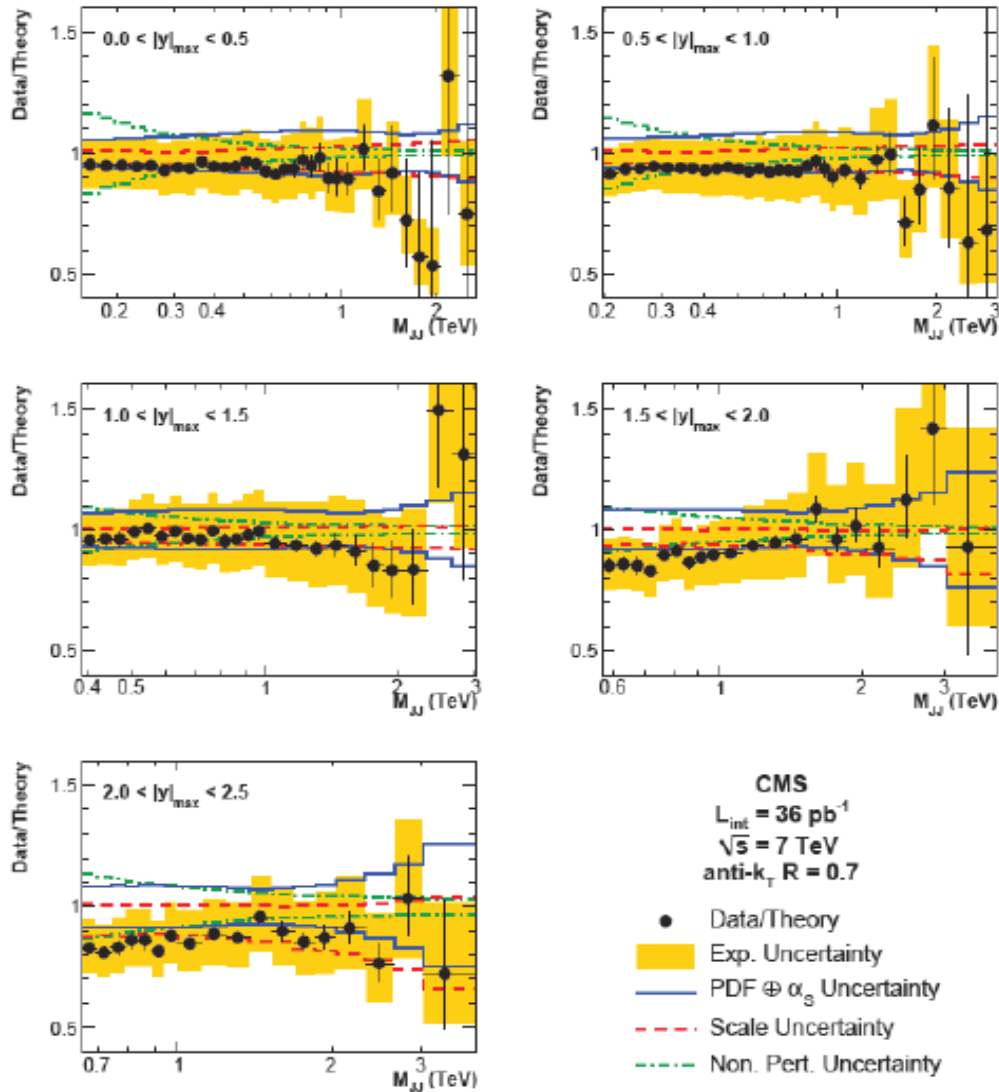 Data/Theory
1.5
1
0.5
0.0 < |y|max < 0.5
0.2 0.3 0.4 1 2
MJJ (TeV)
Data/Theory
1.5
1
0.5
0.5 < |y|max < 1.0
0.2 0.3 0.4 1 2 3
MJJ (TeV)
Data/Theory
1.5
1
0.5
1.0 < |y|max < 1.5
0.4 0.5 1 2 3
MJJ (TeV)
Data/Theory
1.5
1
0.5
1.5 < |y|max < 2.0
0.6 1 2 3
MJJ (TeV)
Data/Theory
1.5
1
0.5
2.0 < |y|max < 2.5
0.7 1 2 3
MJJ (TeV)
CMS
Lint = 36 pb-1
√s = 7 TeV
anti-kT R = 0.7
Data/Theory
Exp. Uncertainty
PDF ⊕ αS Uncertainty
Scale Uncertainty
Non. Pert. Uncertainty